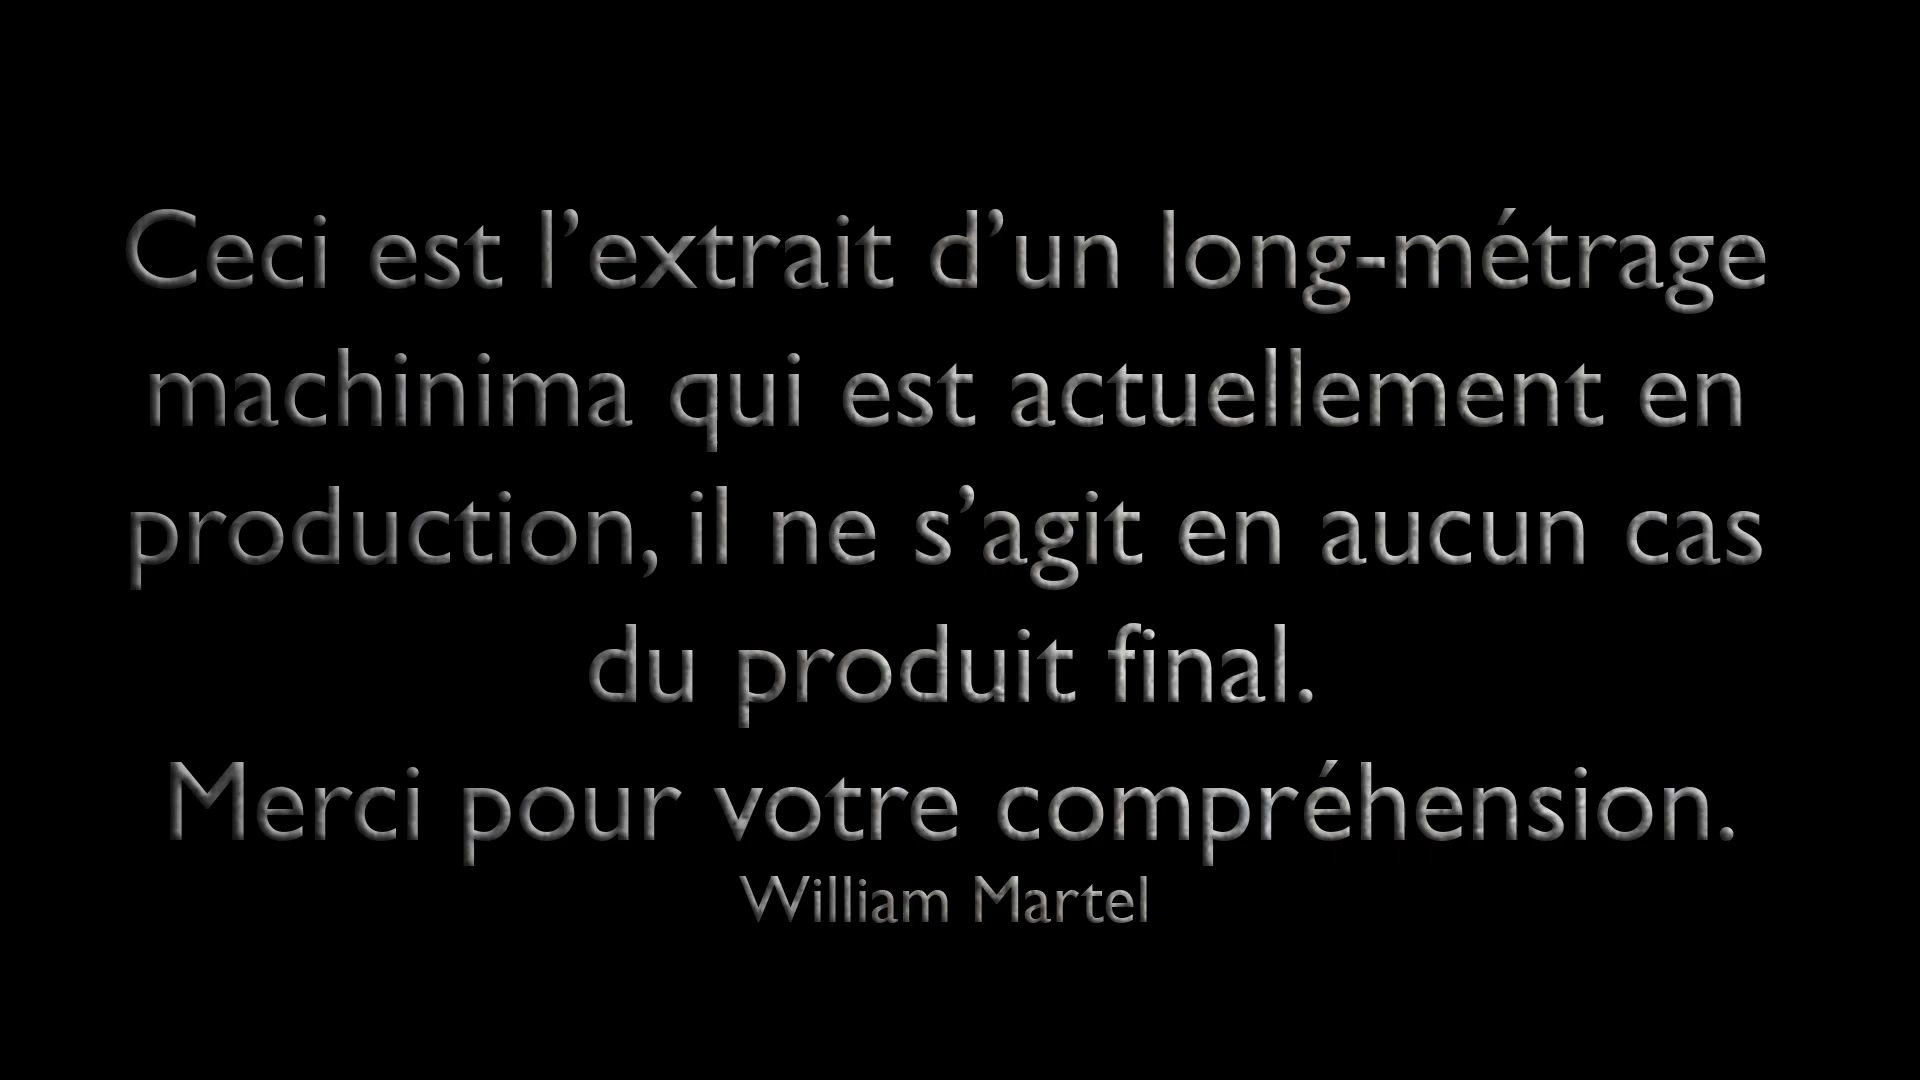 Ceci est l’extrait d’un long-métrage
machinima qui est actuellement en
production, il ne s’agit en aucun cas
du produit final.
Merci pour votre compréhension.
William Martel